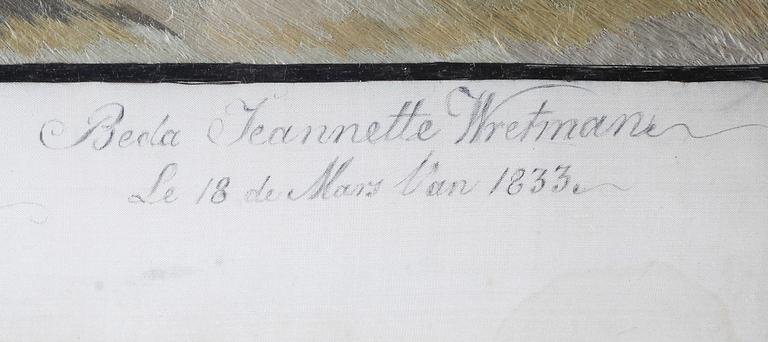 Beda Jeannette Wretman
Le 18 de Mars l'an 1833.